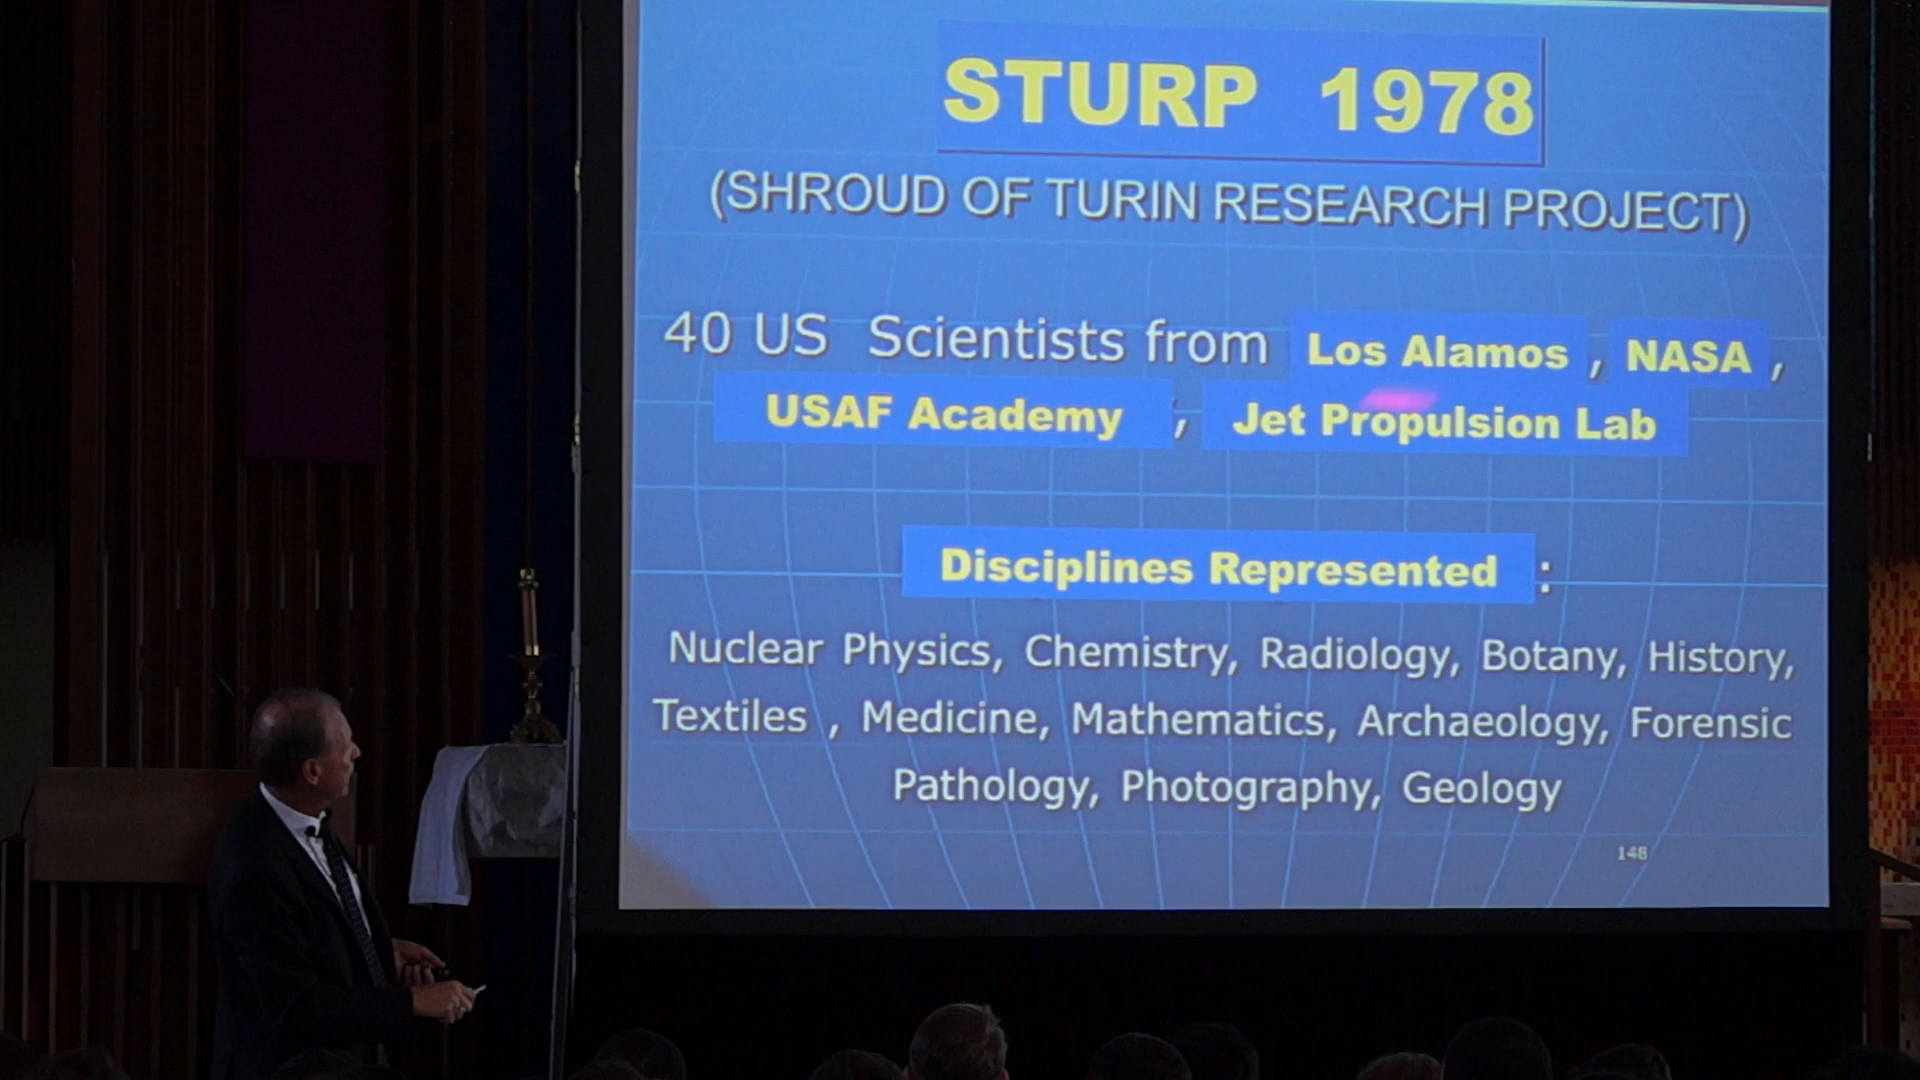 STURP 1978
(SHROUD OF TURIN RESEARCH PROJECT)
40 US Scientists from Los Alamos , NASA ,
USAF Academy , Jet Propulsion Lab
Disciplines Represented :
Nuclear Physics, Chemistry, Radiology, Botany, History,
Textiles , Medicine, Mathematics, Archaeology, Forensic
Pathology, Photography, Geology
148